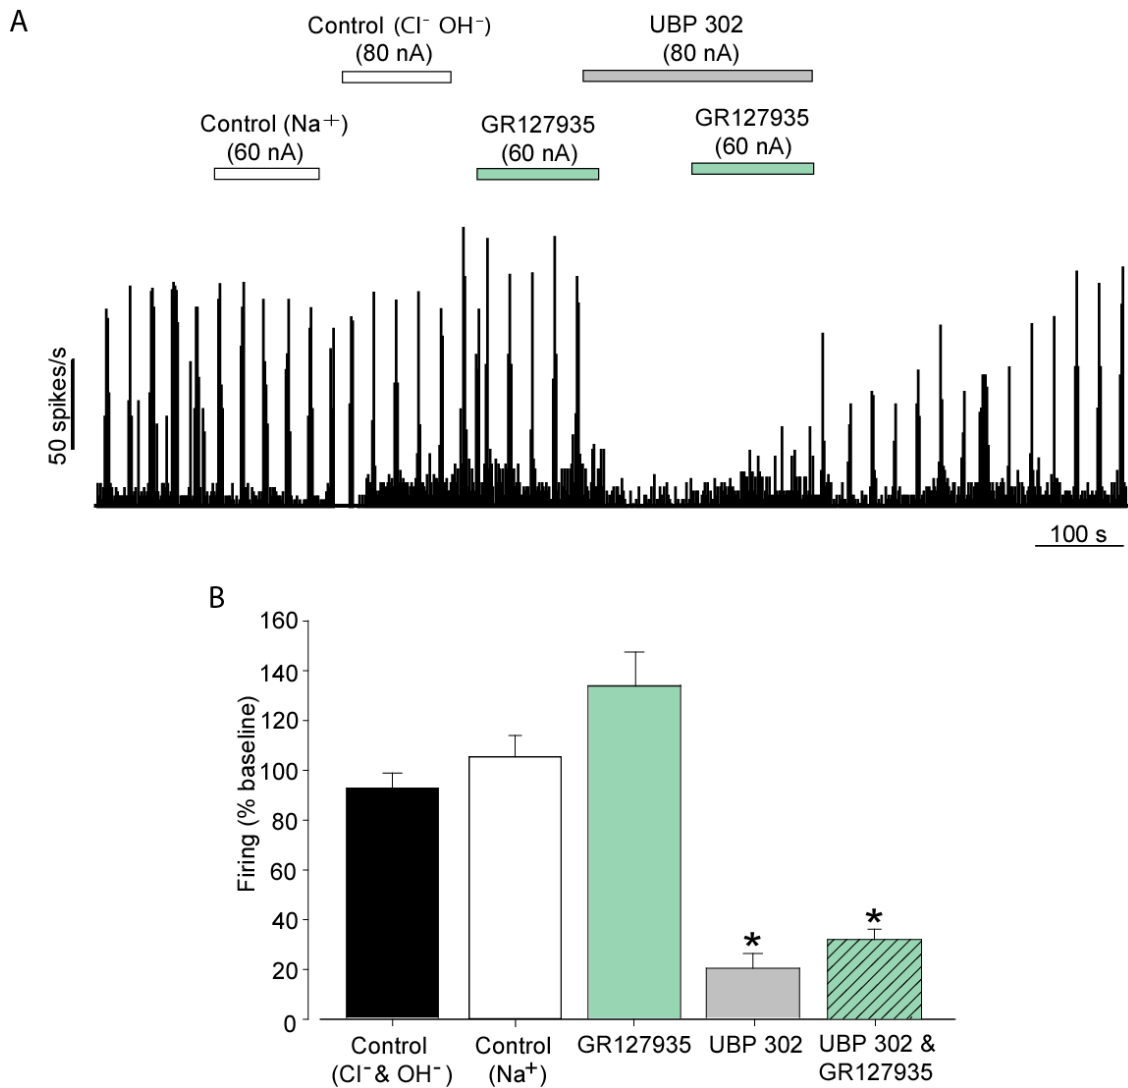 A
Control (Cl⁻ OH⁻)
(80 nA)
UBP 302
(80 nA)
Control (Na⁺)
(60 nA)
GR127935
(60 nA)
GR127935
(60 nA)
50 spikes/s
100 s
B
Firing (% baseline)
160
140
120
100
80
60
40
20
0
*
*
Control
(Cl⁻ & OH⁻)
Control
(Na⁺)
GR127935
UBP 302
UBP 302 &
GR127935